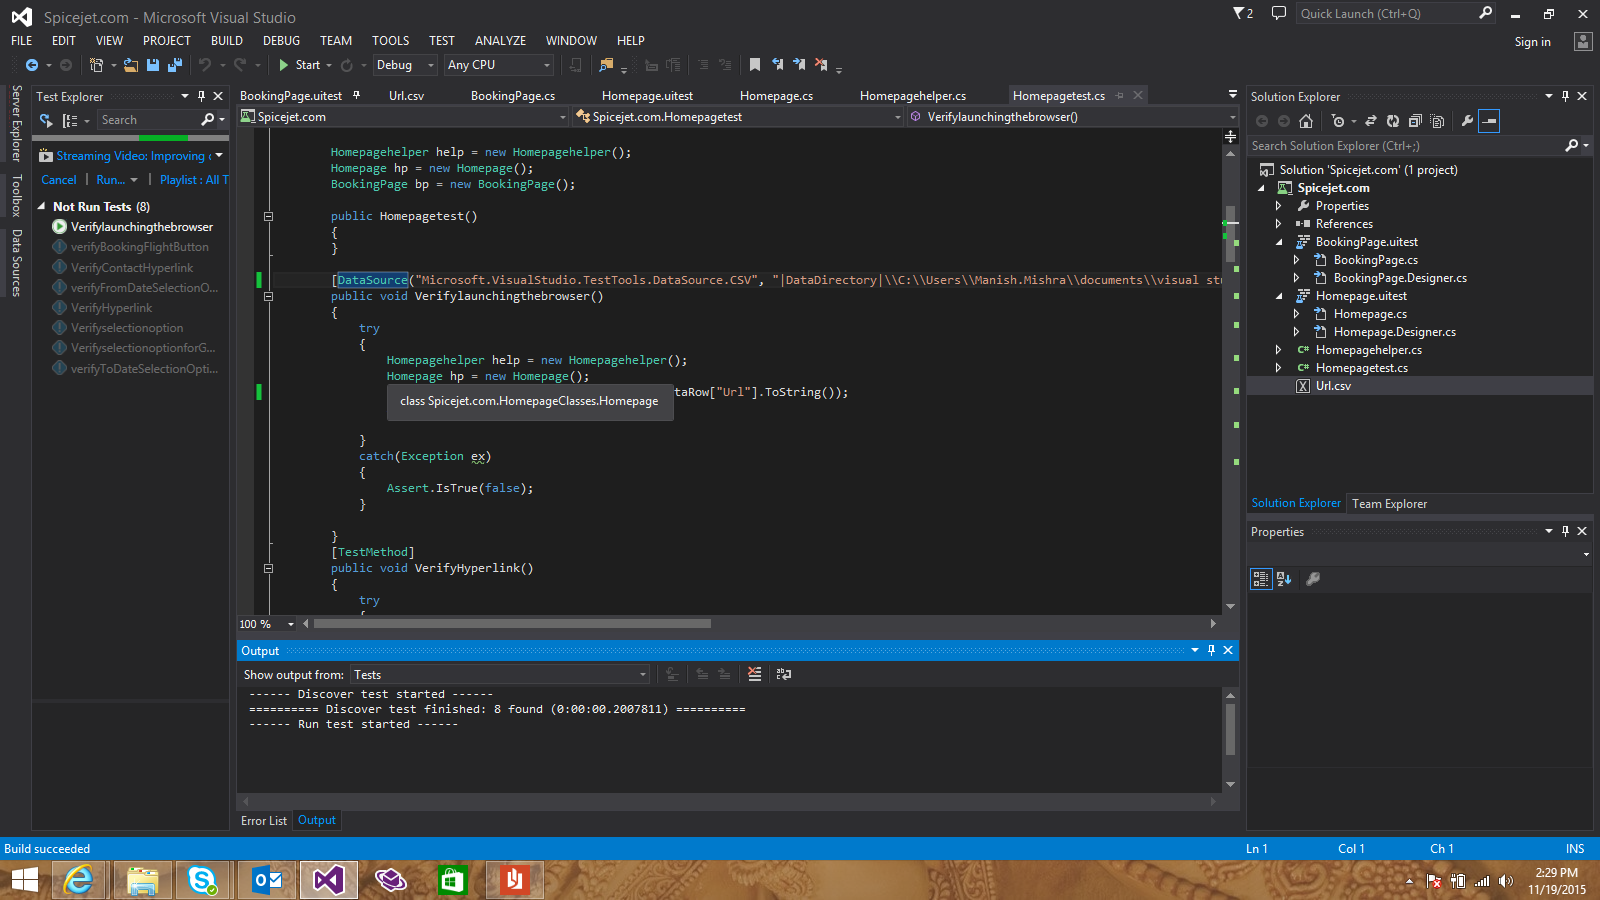 Spicejet.com - Microsoft Visual Studio
2
Quick Launch (Ctrl+Q)
FILE EDIT VIEW PROJECT BUILD DEBUG TEAM TOOLS TEST ANALYZE WINDOW HELP
Sign in
Start Debug Any CPU
Server Explorer
Toolbox
Data Sources
Test Explorer
Search
Streaming Video: Improving
Cancel Run... Playlist : All T
Not Run Tests (8)
Verifylaunchingthebrowser
verifyBookingFlightButton
VerifyContactHyperlink
verifyFromDateSelectionO...
VerifyHyperlink
Verifyselectionoption
VerifyselectionoptionforG...
verifyToDateSelectionOpti...
BookingPage.uitest Url.csv BookingPage.cs Homepage.uitest Homepage.cs Homepagehelper.cs Homepagetest.cs
Spicejet.com Spicejet.com.Homepagetest Verifylaunchingthebrowser()
Homepagehelper help = new Homepagehelper();
Homepage hp = new Homepage();
BookingPage bp = new BookingPage();
public Homepagetest()
{
}
[DataSource("Microsoft.VisualStudio.TestTools.DataSource.CSV", "|DataDirectory|\\C:\\Users\\Manish.Mishra\\documents\\visual stu
public void Verifylaunchingthebrowser()
{
try
{
Homepagehelper help = new Homepagehelper();
Homepage hp = new Homepage();
taRow["Url"].ToString());
class Spicejet.com.HomepageClasses.Homepage
}
catch(Exception ex)
{
Assert.IsTrue(false);
}
}
[TestMethod]
public void VerifyHyperlink()
{
try
{
100 %
Output
Show output from: Tests
------ Discover test started ------
========== Discover test finished: 8 found (0:00:00.2007811) ==========
------ Run test started ------
Error List Output
Solution Explorer
Search Solution Explorer (Ctrl+;)
Solution 'Spicejet.com' (1 project)
Spicejet.com
Properties
References
BookingPage.uitest
BookingPage.cs
BookingPage.Designer.cs
Homepage.uitest
Homepage.cs
Homepage.Designer.cs
C# Homepagehelper.cs
C# Homepagetest.cs
Url.csv
Solution Explorer Team Explorer
Properties
Build succeeded
Ln 1 Col 1 Ch 1 INS
2:29 PM
11/19/2015